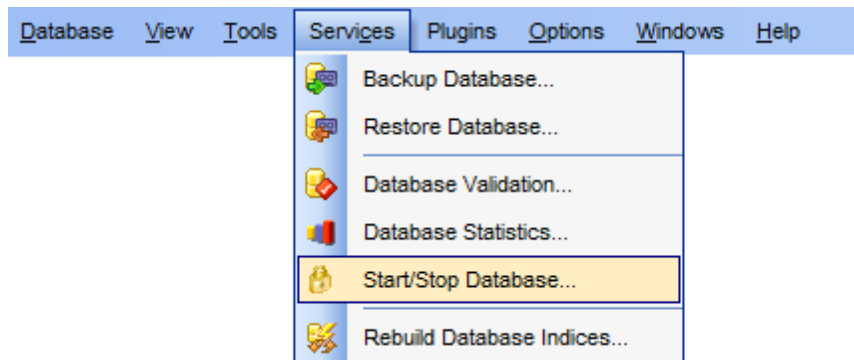 Database View Tools Services Plugins Options Windows Help
Backup Database...
Restore Database...
Database Validation...
Database Statistics...
Start/Stop Database...
Rebuild Database Indices...